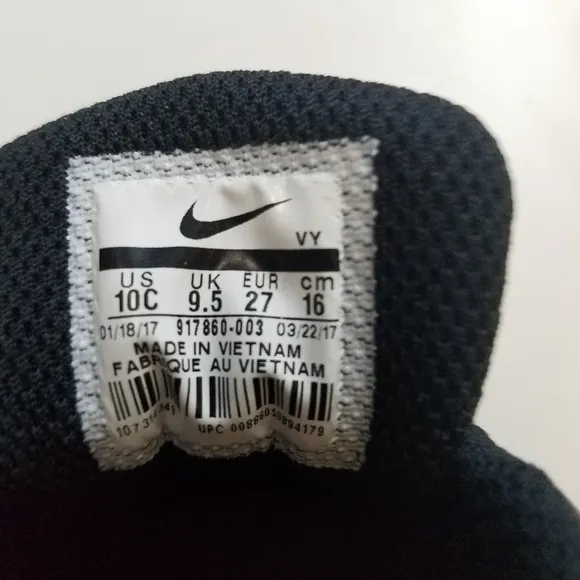 VY
US UK EUR cm
10C 9.5 27 16
01/18/17 917860-003 03/22/17
MADE IN VIETNAM
FABRIQUE AU VIETNAM
UPC